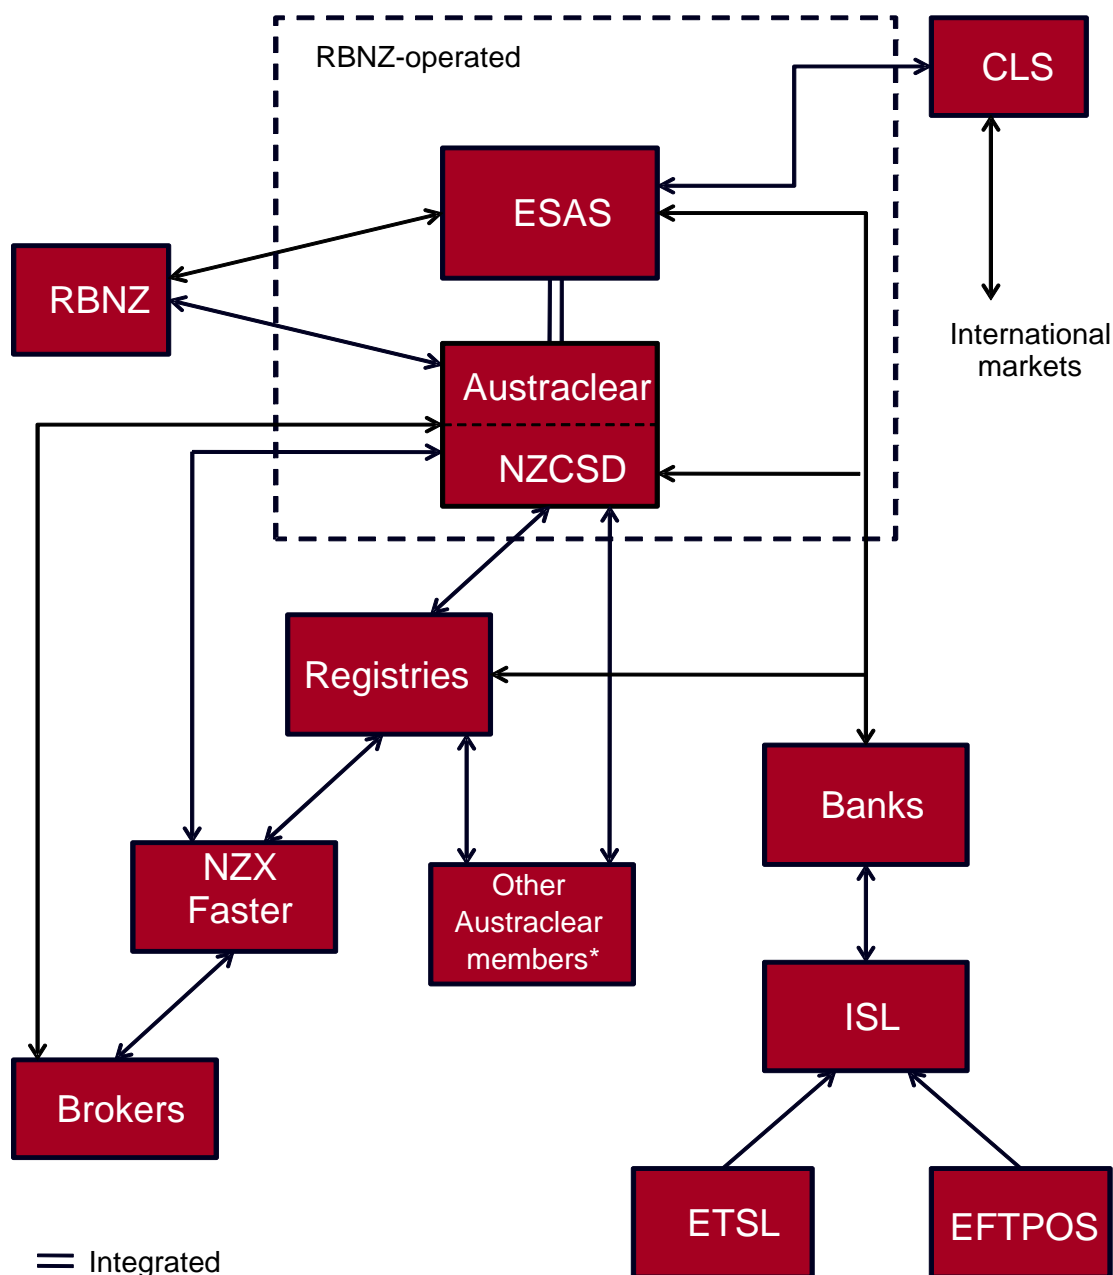 RBNZ-operated
CLS
ESAS
RBNZ
International
markets
Austraclear
NZCSD
Registries
Banks
NZX
Faster
Other
Austraclear
members*
ISL
Brokers
ETSL
EFTPOS
Integrated